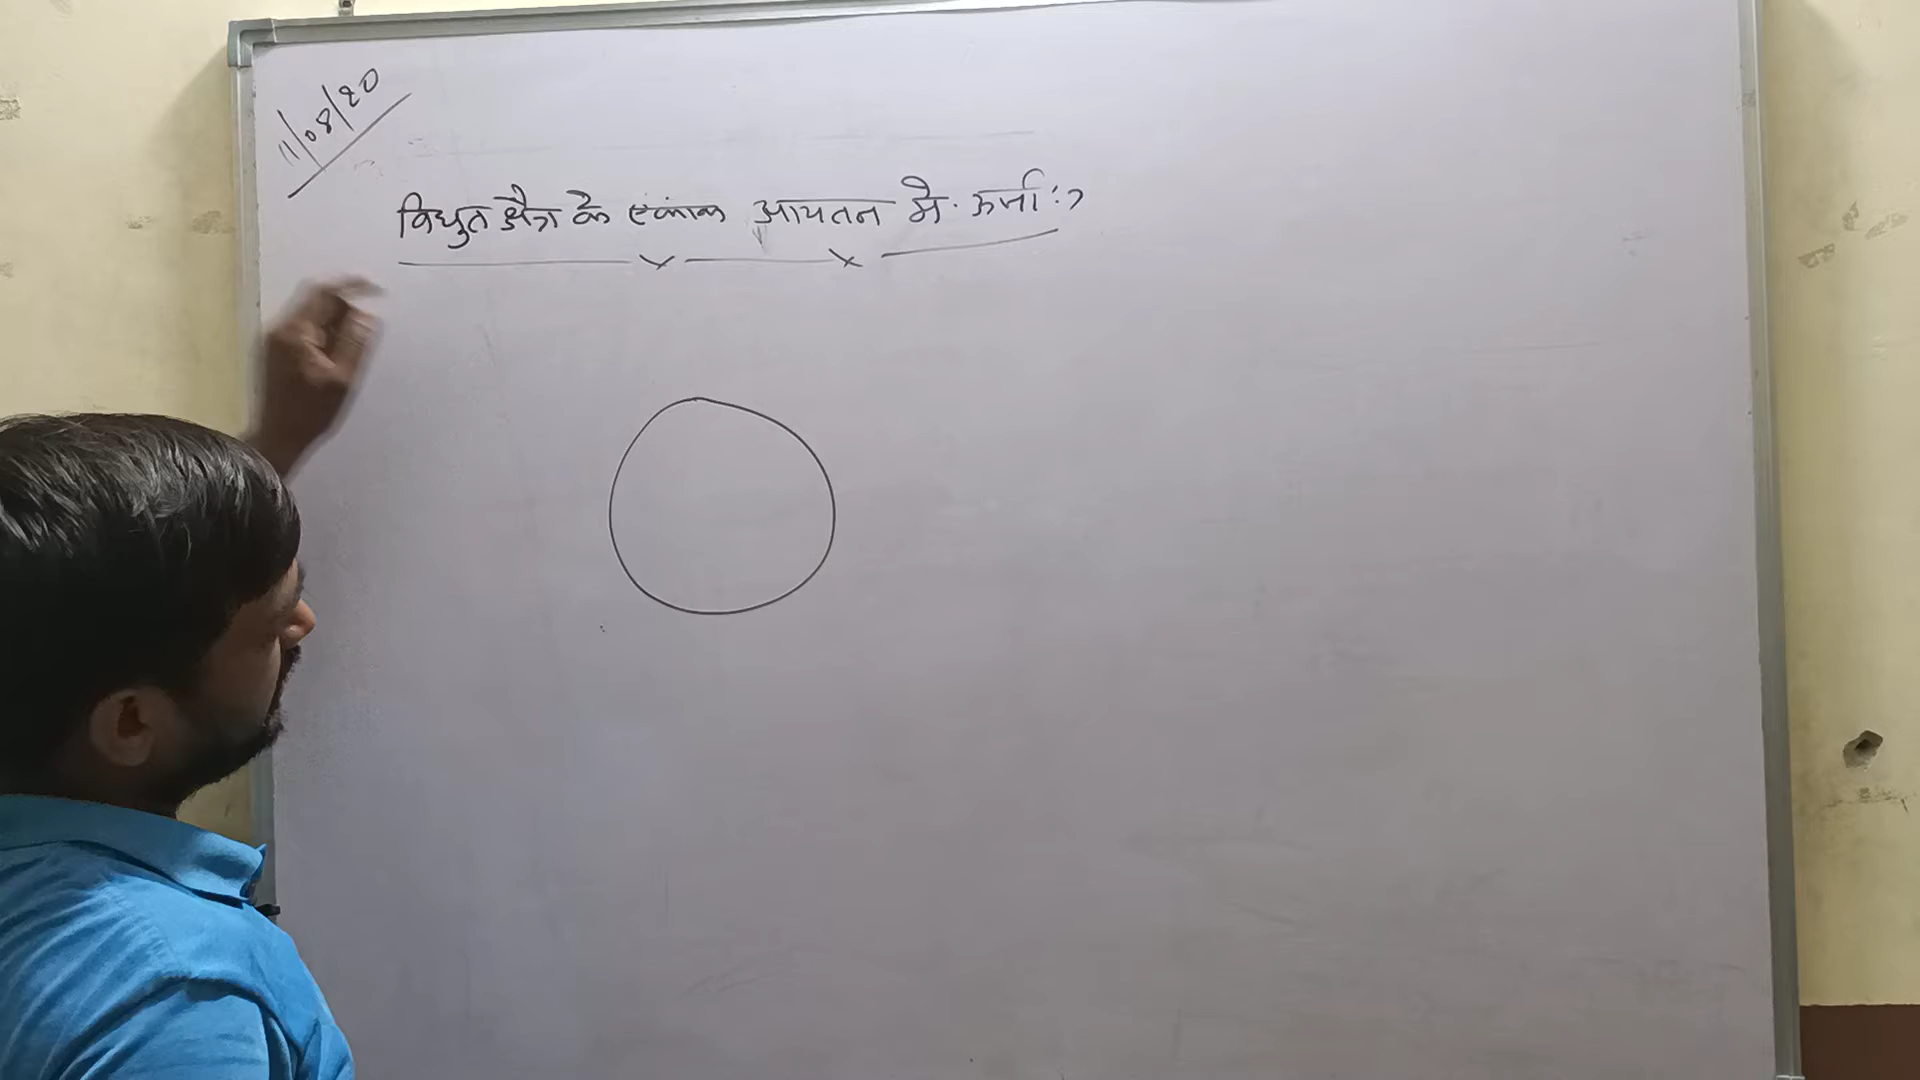 11/08/20
विधुत क्षेत्र के एकांक आयतन मे ऊर्जा :?